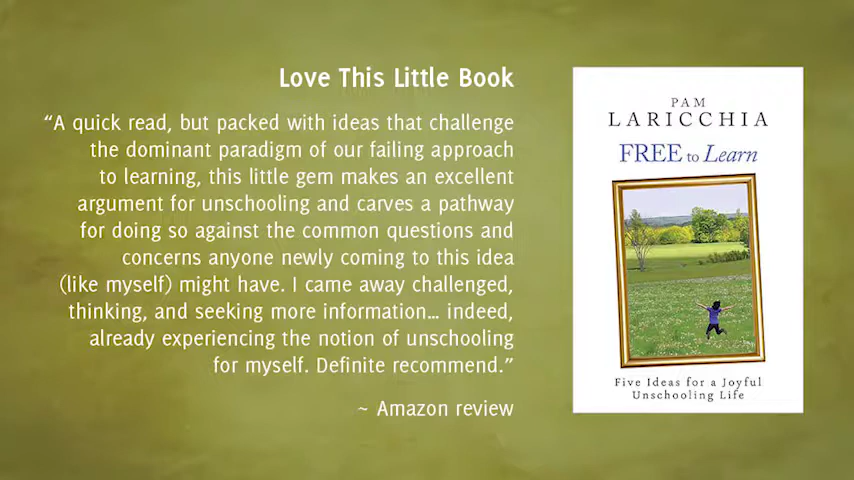 Love This Little Book
“A quick read, but packed with ideas that challenge
the dominant paradigm of our failing approach
to learning, this little gem makes an excellent
argument for unschooling and carves a pathway
for doing so against the common questions and
concerns anyone newly coming to this idea
(like myself) might have. I came away challenged,
thinking, and seeking more information… indeed,
already experiencing the notion of unschooling
for myself. Definite recommend.”
~ Amazon review
PAM
LARICCHIA
FREE to Learn
Five Ideas for a Joyful
Unschooling Life